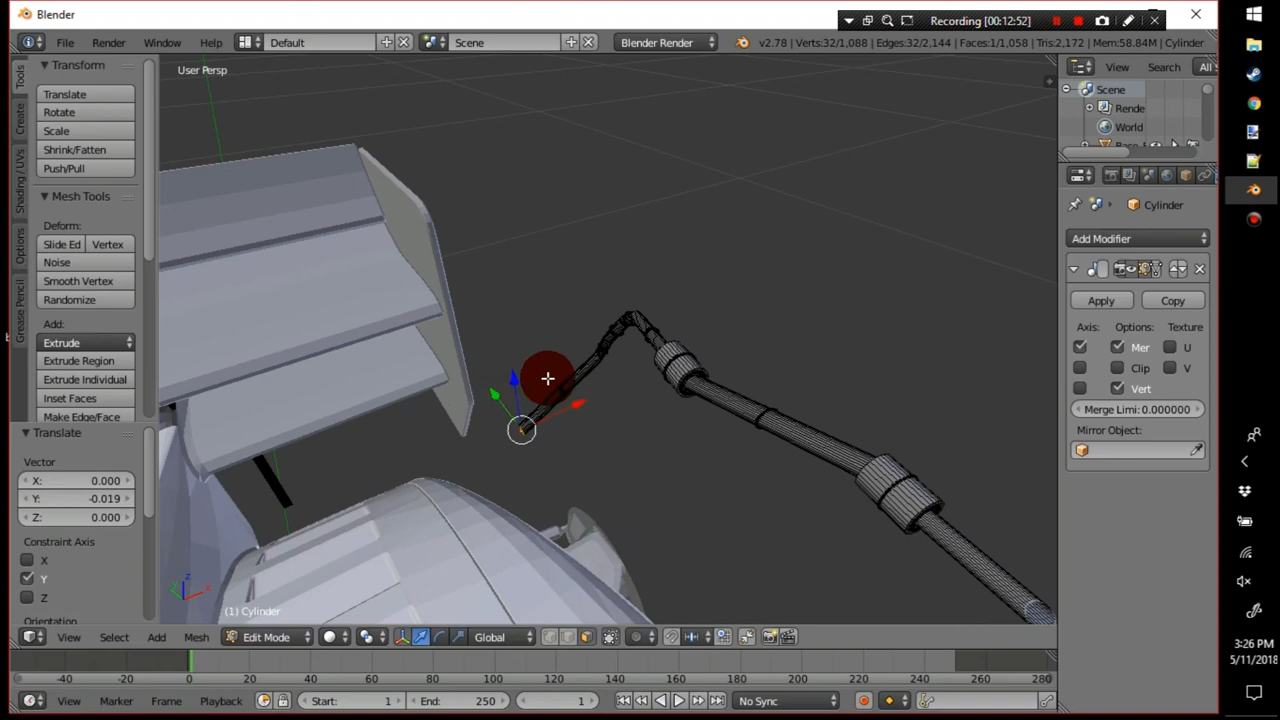 Blender
Recording [00:12:52]
File Render Window Help Default Scene Blender Render v2.78 | Verts:32/1,088 | Edges:32/2,144 | Faces:1/1,058 | Tris:2,172 | Mem:58.84M | Cylinder
Tools
Create
Shading / UVs
Options
Grease Pencil
Transform
Translate
Rotate
Scale
Shrink/Fatten
Push/Pull
Mesh Tools
Deform:
Slide Ed Vertex
Noise
Smooth Vertex
Randomize
Add:
Extrude
Extrude Region
Extrude Individual
Inset Faces
Make Edge/Face
Translate
Vector
X: 0.000
Y: -0.019
Z: 0.000
Constraint Axis
X
Y
Z
Orientation
User Persp
(1) Cylinder
View Search All
Scene
Rende
World
Cylinder
Add Modifier
Apply Copy
Axis: Options: Texture
Mer U
Clip V
Vert
Merge Limi: 0.000000
Mirror Object:
View Select Add Mesh Edit Mode Global
-40 -20 0 20 40 60 80 100 120 140 160 180 200 220 240 260 280
View Marker Frame Playback Start: 1 End: 250 1 No Sync
3:26 PM
5/11/2018